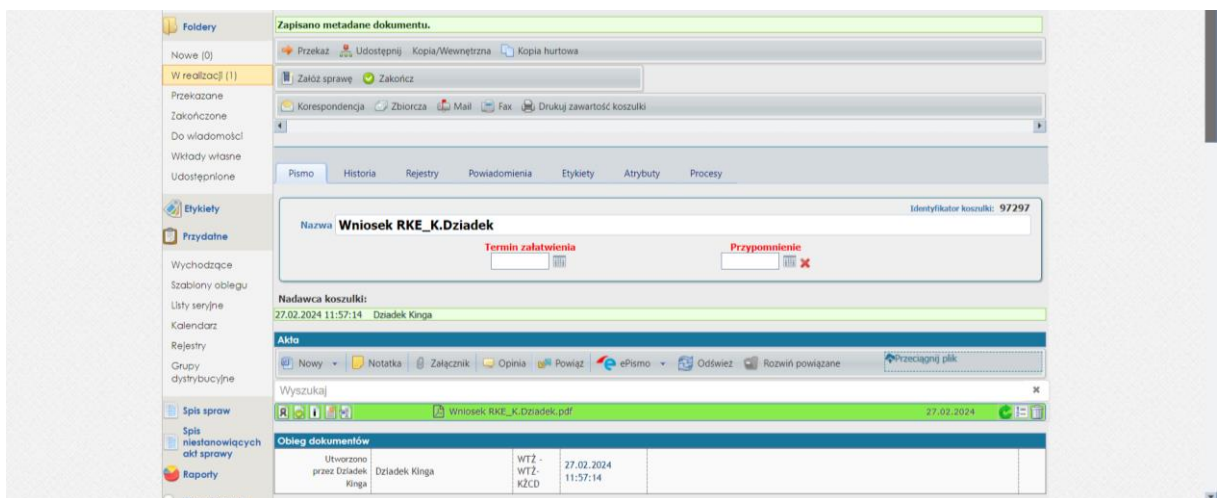 Foldery
Nowe (0)
W realizacji (1)
Przekazane
Zakończone
Do wiadomości
Wkłady własne
Udostępnione
Etykiety
Przydatne
Wychodzące
Szablony obiegu
Listy seryjne
Kalendarz
Rejestry
Grupy
dystrybucyjne
Spis spraw
Spis
niestanowiących
akt sprawy
Raporty
Zapisano metadane dokumentu.
Przekaż Udostępnij Kopia/Wewnętrzna Kopia hurtowa
Załóż sprawę Zakończ
Korespondencja Zbiorcza Mail Fax Drukuj zawartość koszulki
Pismo Historia Rejestry Powiadomienia Etykiety Atrybuty Procesy
Identyfikator koszulki: 97297
Nazwa Wniosek RKE_K.Dziadek
Termin załatwienia Przypomnienie
Nadawca koszulki:
27.02.2024 11:57:14 Dziadek Kinga
Akta
Nowy Notatka Załącznik Opinia Powiąż ePismo Odśwież Rozwiń powiązane Przeciągnij plik
Wyszukaj
R Wniosek RKE_K.Dziadek.pdf 27.02.2024
Obieg dokumentów
Utworzono
przez Dziadek
Kinga
Dziadek Kinga
WTŻ -
WTŻ-
KŻCD
27.02.2024
11:57:14